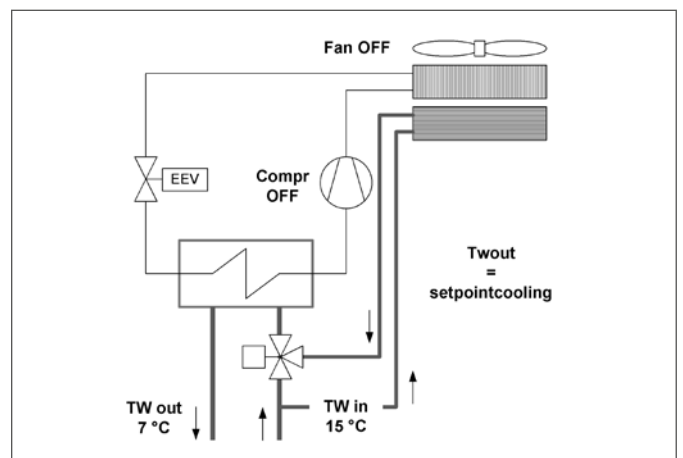 Fan OFF
EEV
Compr
OFF
Twout
=
setpointcooling
TW out
7 °C
TW in
15 °C